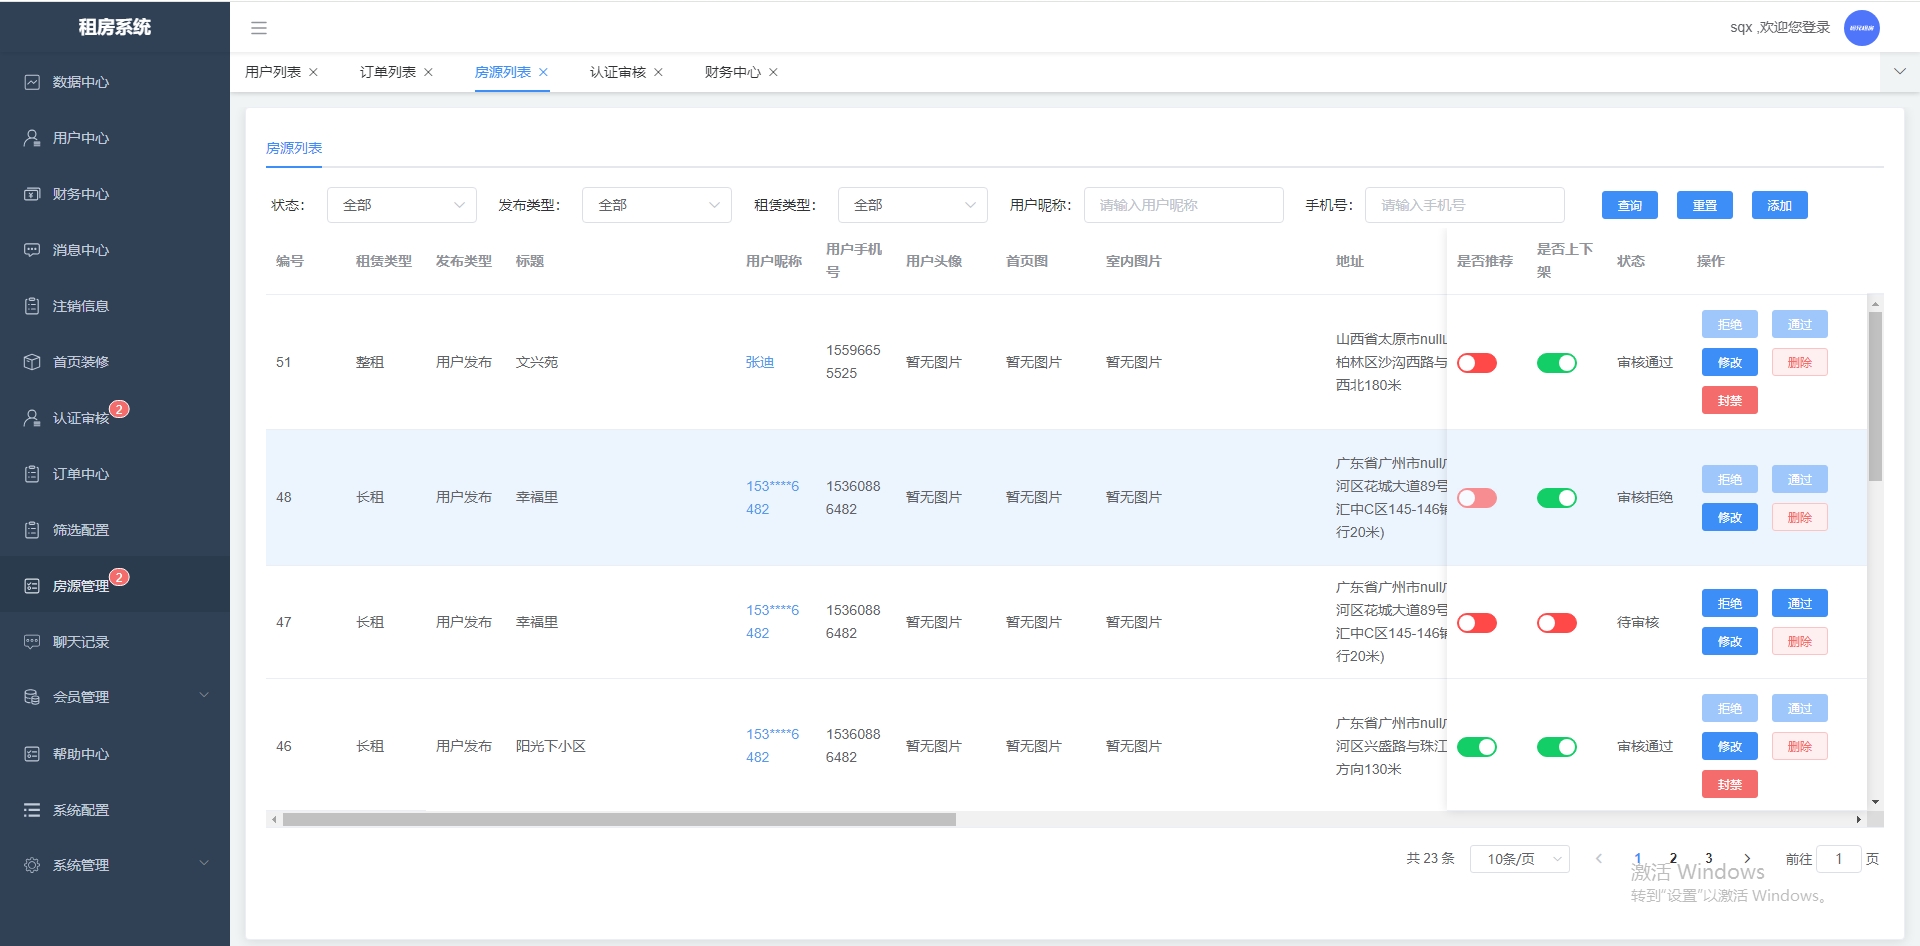 租房系统
sqx ,欢迎您登录
数据中心
用户中心
财务中心
消息中心
注销信息
首页装修
认证审核 2
订单中心
筛选配置
房源管理 2
聊天记录
会员管理
帮助中心
系统配置
系统管理
用户列表 订单列表 房源列表 认证审核 财务中心
房源列表
状态： 全部 发布类型： 全部 租赁类型： 全部 用户昵称： 请输入用户昵称 手机号： 请输入手机号 查询 重置 添加
编号 租赁类型 发布类型 标题 用户昵称 用户手机号 用户头像 首页图 室内图片 地址 是否推荐 是否上下架 状态 操作
51 整租 用户发布 文兴苑 张迪 15596655525 暂无图片 暂无图片 暂无图片
山西省太原市null
柏林区沙沟西路与
西北180米
审核通过 拒绝 通过
修改 删除
封禁
48 长租 用户发布 幸福里 153****6482 15360886482 暂无图片 暂无图片 暂无图片
广东省广州市null
河区花城大道89号
汇中C区145-146铺
行20米)
审核拒绝 拒绝 通过
修改 删除
47 长租 用户发布 幸福里 153****6482 15360886482 暂无图片 暂无图片 暂无图片
广东省广州市null
河区花城大道89号
汇中C区145-146铺
行20米)
待审核 拒绝 通过
修改 删除
46 长租 用户发布 阳光下小区 153****6482 15360886482 暂无图片 暂无图片 暂无图片
广东省广州市null
河区兴盛路与珠江
方向130米
审核通过 拒绝 通过
修改 删除
封禁
共 23 条 10条/页 1 2 3 前往 1 页
激活 Windows
转到"设置"以激活 Windows。